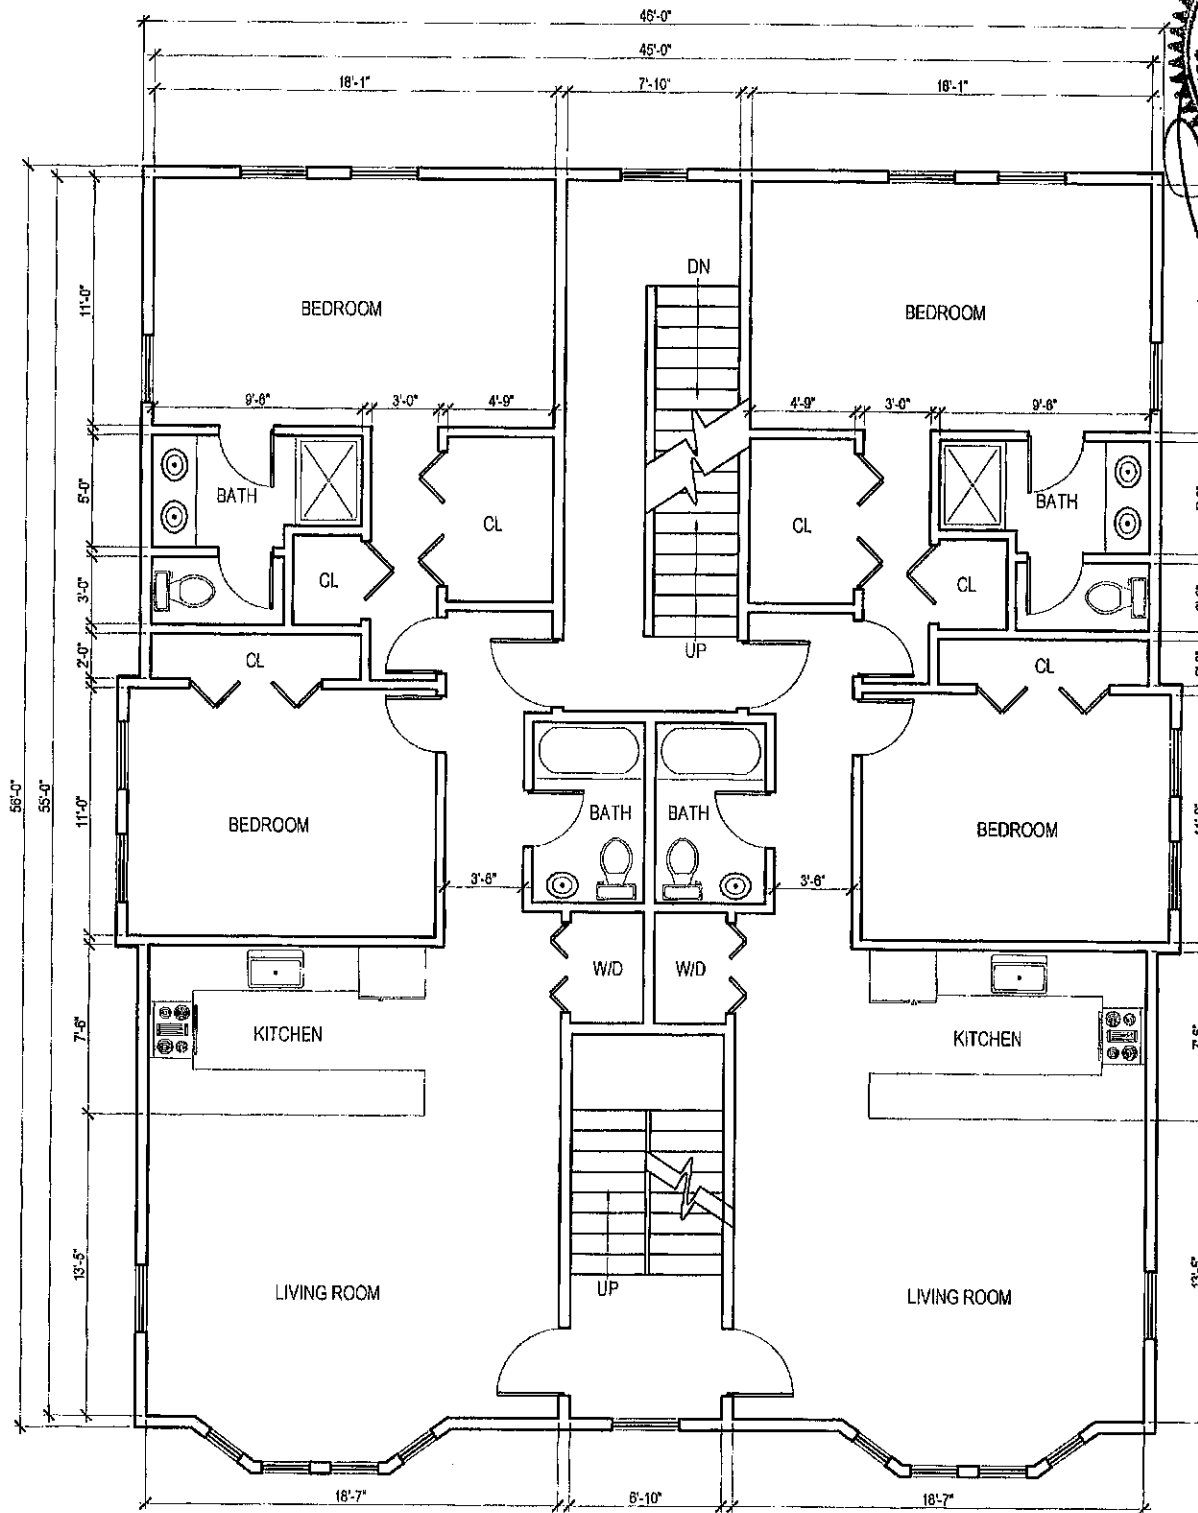 46'-0"
45'-0"
18'-1" 7'-10" 18'-1"
DN
BEDROOM BEDROOM
11'-0"
9'-6" 3'-0" 4'-9" 4'-9" 3'-0" 9'-6"
5'-0"
BATH CL CL BATH
3'-0"
CL CL
2'-0"
CL UP CL
56'-0"
55'-0"
11'-0"
BEDROOM BATH BATH BEDROOM
3'-6" 3'-6"
W/D W/D
7'-6"
KITCHEN KITCHEN
7'-6"
13'-5"
LIVING ROOM UP LIVING ROOM
18'-7" 6'-10" 18'-7"